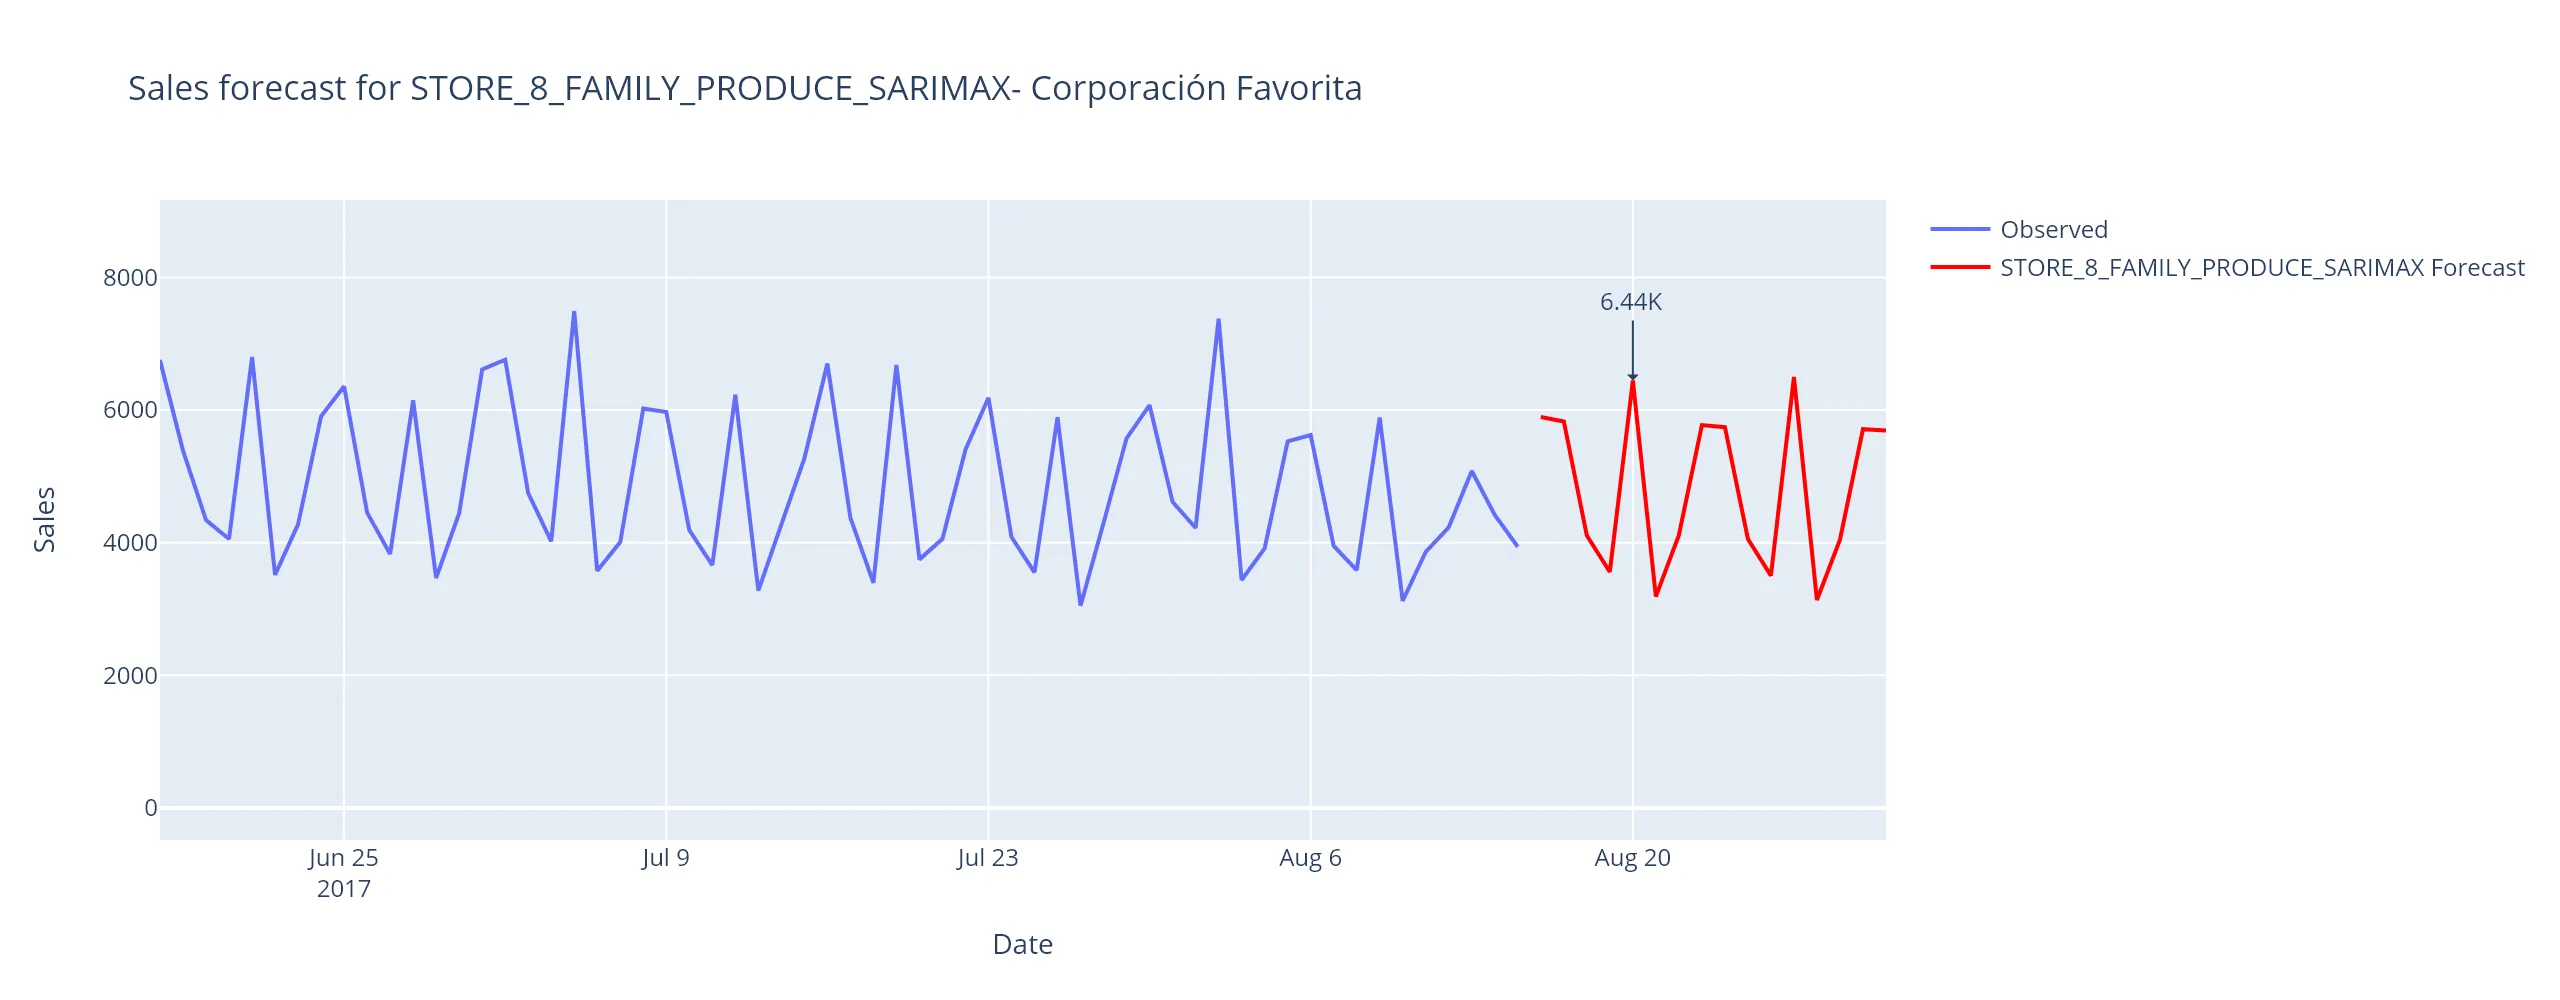 Sales forecast for STORE_8_FAMILY_PRODUCE_SARIMAX- Corporación Favorita
Observed
STORE_8_FAMILY_PRODUCE_SARIMAX Forecast
8000
6.44K
6000
4000
2000
0
Sales
Jun 25
2017
Jul 9
Jul 23
Aug 6
Aug 20
Date